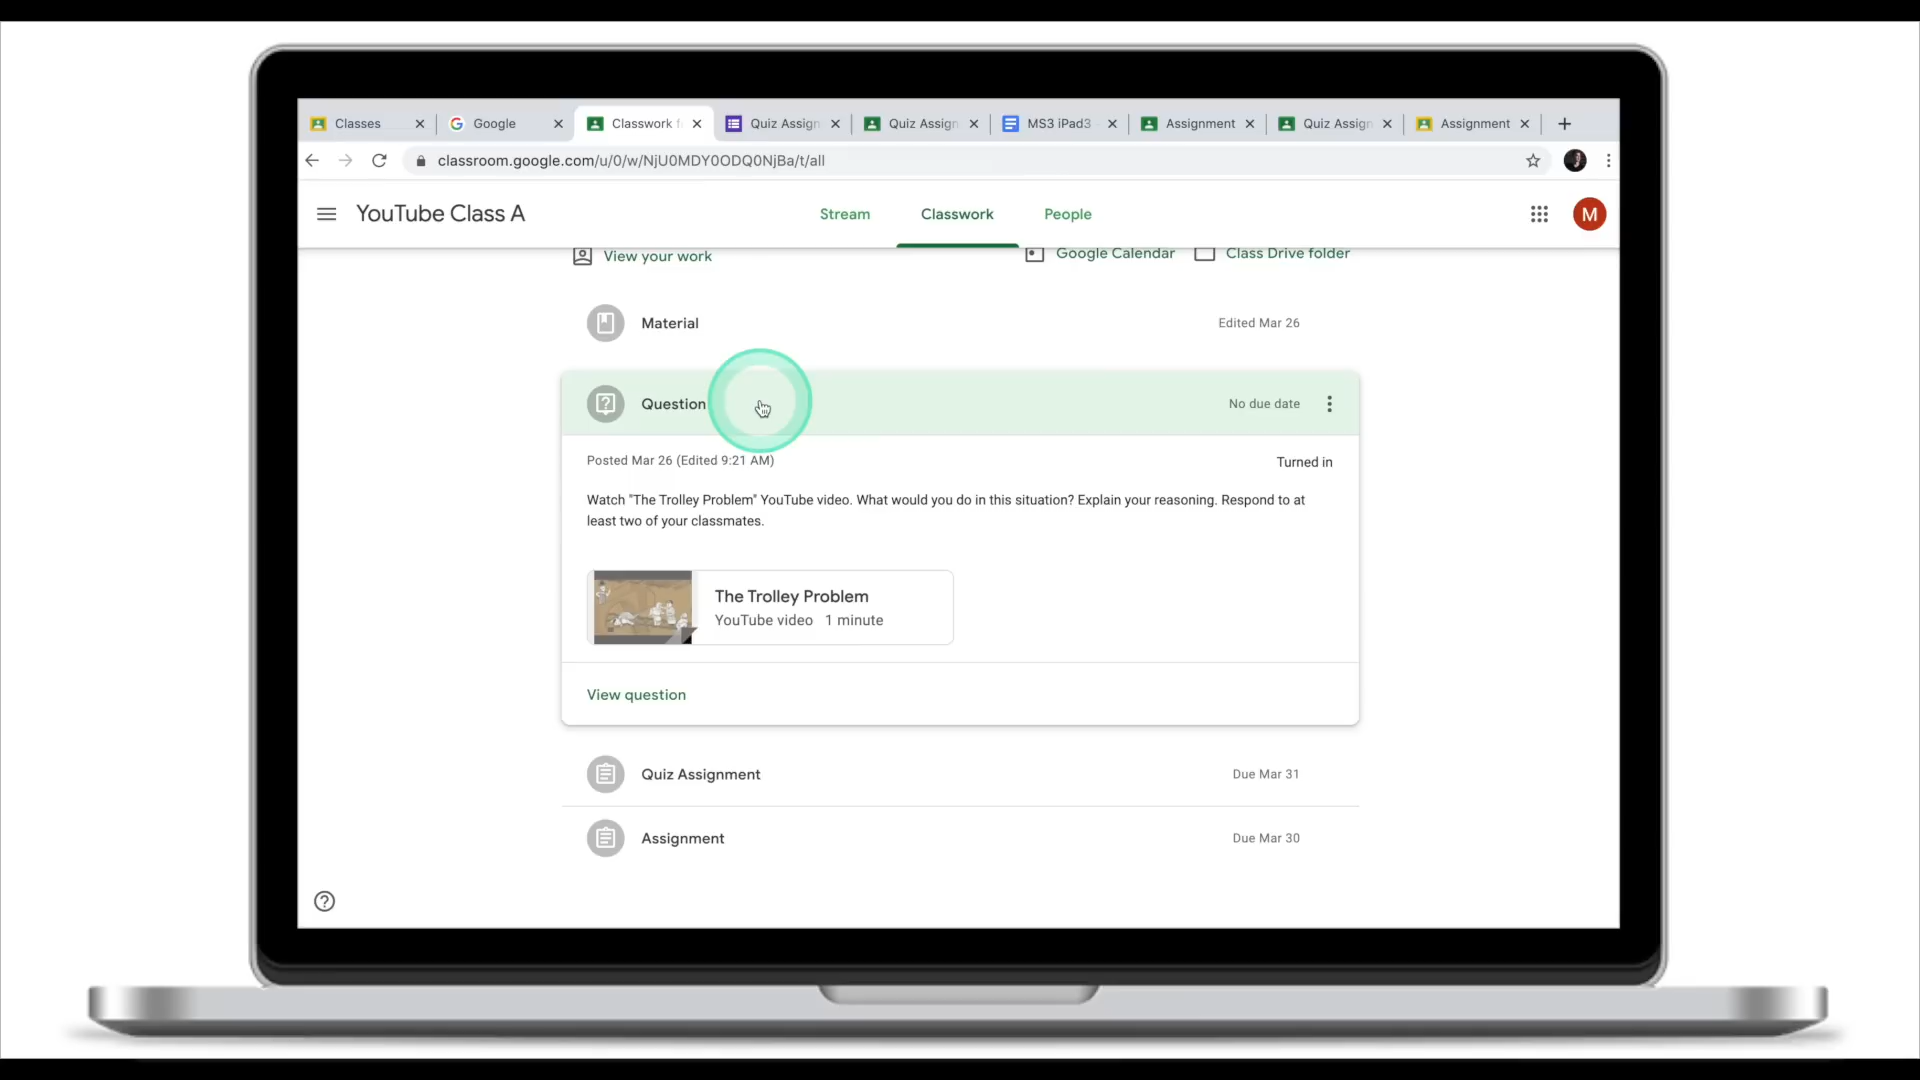 Classes
Google
Classwork f
Quiz Assign
Quiz Assign
MS3 iPad3
Assignment
Quiz Assign
Assignment
classroom.google.com/u/0/w/NjU0MDY0ODQ0NjBa/t/all
YouTube Class A
Stream
Classwork
People
M
View your work
Google Calendar
Class Drive folder
Material
Edited Mar 26
Question
No due date
Posted Mar 26 (Edited 9:21 AM)
Turned in
Watch "The Trolley Problem" YouTube video. What would you do in this situation? Explain your reasoning. Respond to at
least two of your classmates.
The Trolley Problem
YouTube video 1 minute
View question
Quiz Assignment
Due Mar 31
Assignment
Due Mar 30